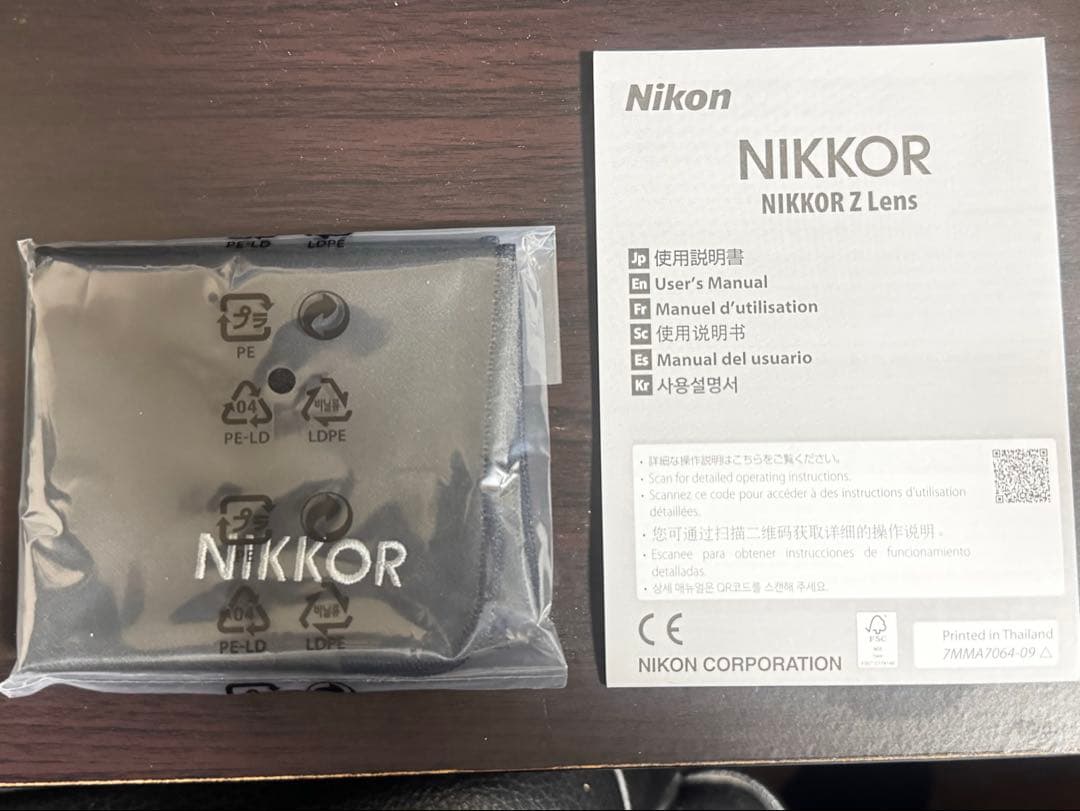 PE-LD LDPE
プラ
PE
04 비닐류
PE-LD LDPE
プラ
NIKKOR
04 비닐류
PE-LD LDPE
Nikon
NIKKOR
NIKKOR Z Lens
Jp 使用説明書
En User's Manual
Fr Manuel d'utilisation
Sc 使用说明书
Es Manual del usuario
Kr 사용설명서
・詳細な操作説明はこちらをご覧ください。
・Scan for detailed operating instructions.
・Scannez ce code pour accéder à des instructions d'utilisation
détaillées.
・您可通过扫描二维码获取详细的操作说明。
・Escanee para obtener instrucciones de funcionamiento
detalladas.
・상세 매뉴얼은 QR코드를 스캔해 주세요.
CE
NIKON CORPORATION
FSC
Printed in Thailand
7MMA7064-09 △